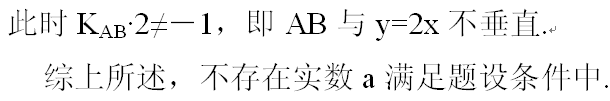 此时 K_AB·2≠－1，即 AB 与 y=2x 不垂直.↵
综上所述，不存在实数 a 满足题设条件中.